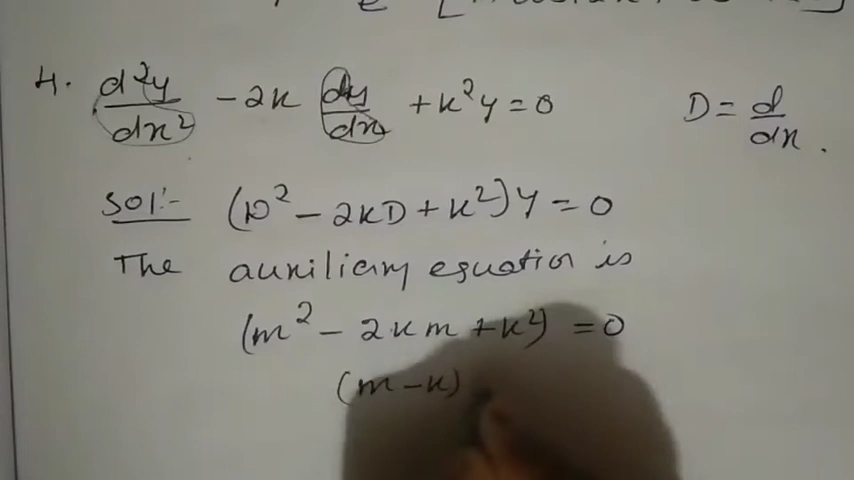 4. d²y/dx² - 2k dy/dx + k²y = 0 D = d/dx .
Sol:- (D² - 2kD + k²)y = 0
The auxiliary equation is
(m² - 2km + k²) = 0
(m - k)